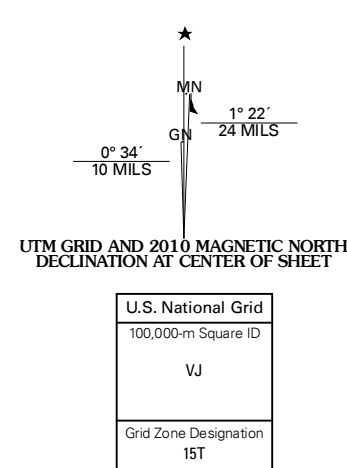 ★
MN
1° 22´
24 MILS
GN
0° 34´
10 MILS
UTM GRID AND 2010 MAGNETIC NORTH
DECLINATION AT CENTER OF SHEET
U.S. National Grid
100,000-m Square ID
VJ
Grid Zone Designation
15T